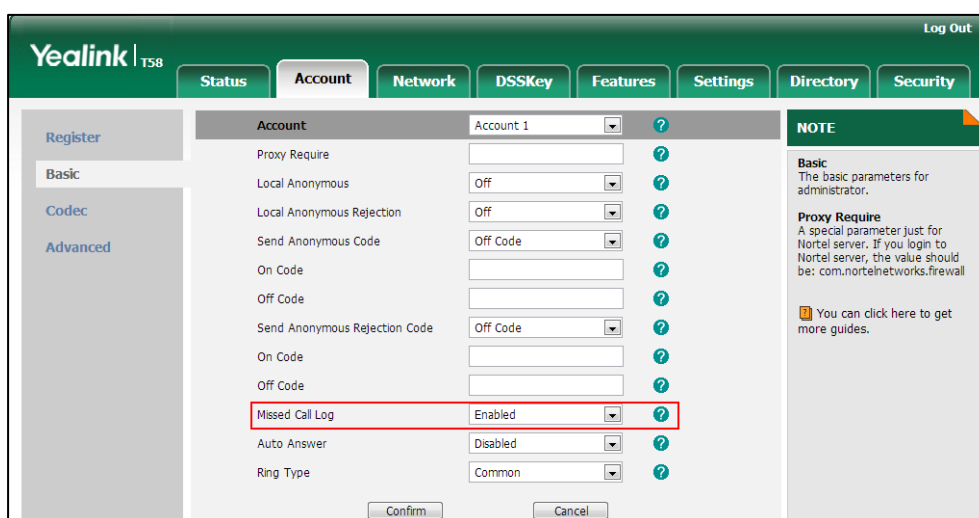 Log Out
Yealink T58
Status Account Network DSSKey Features Settings Directory Security
Register
Basic
Codec
Advanced
Account Account 1 ?
Proxy Require ?
Local Anonymous Off ?
Local Anonymous Rejection Off ?
Send Anonymous Code Off Code ?
On Code ?
Off Code ?
Send Anonymous Rejection Code Off Code ?
On Code ?
Off Code ?
Missed Call Log Enabled ?
Auto Answer Disabled ?
Ring Type Common ?
Confirm Cancel
NOTE
Basic
The basic parameters for
administrator.
Proxy Require
A special parameter just for
Nortel server. If you login to
Nortel server, the value should
be: com.nortelnetworks.firewall
? You can click here to get
more guides.